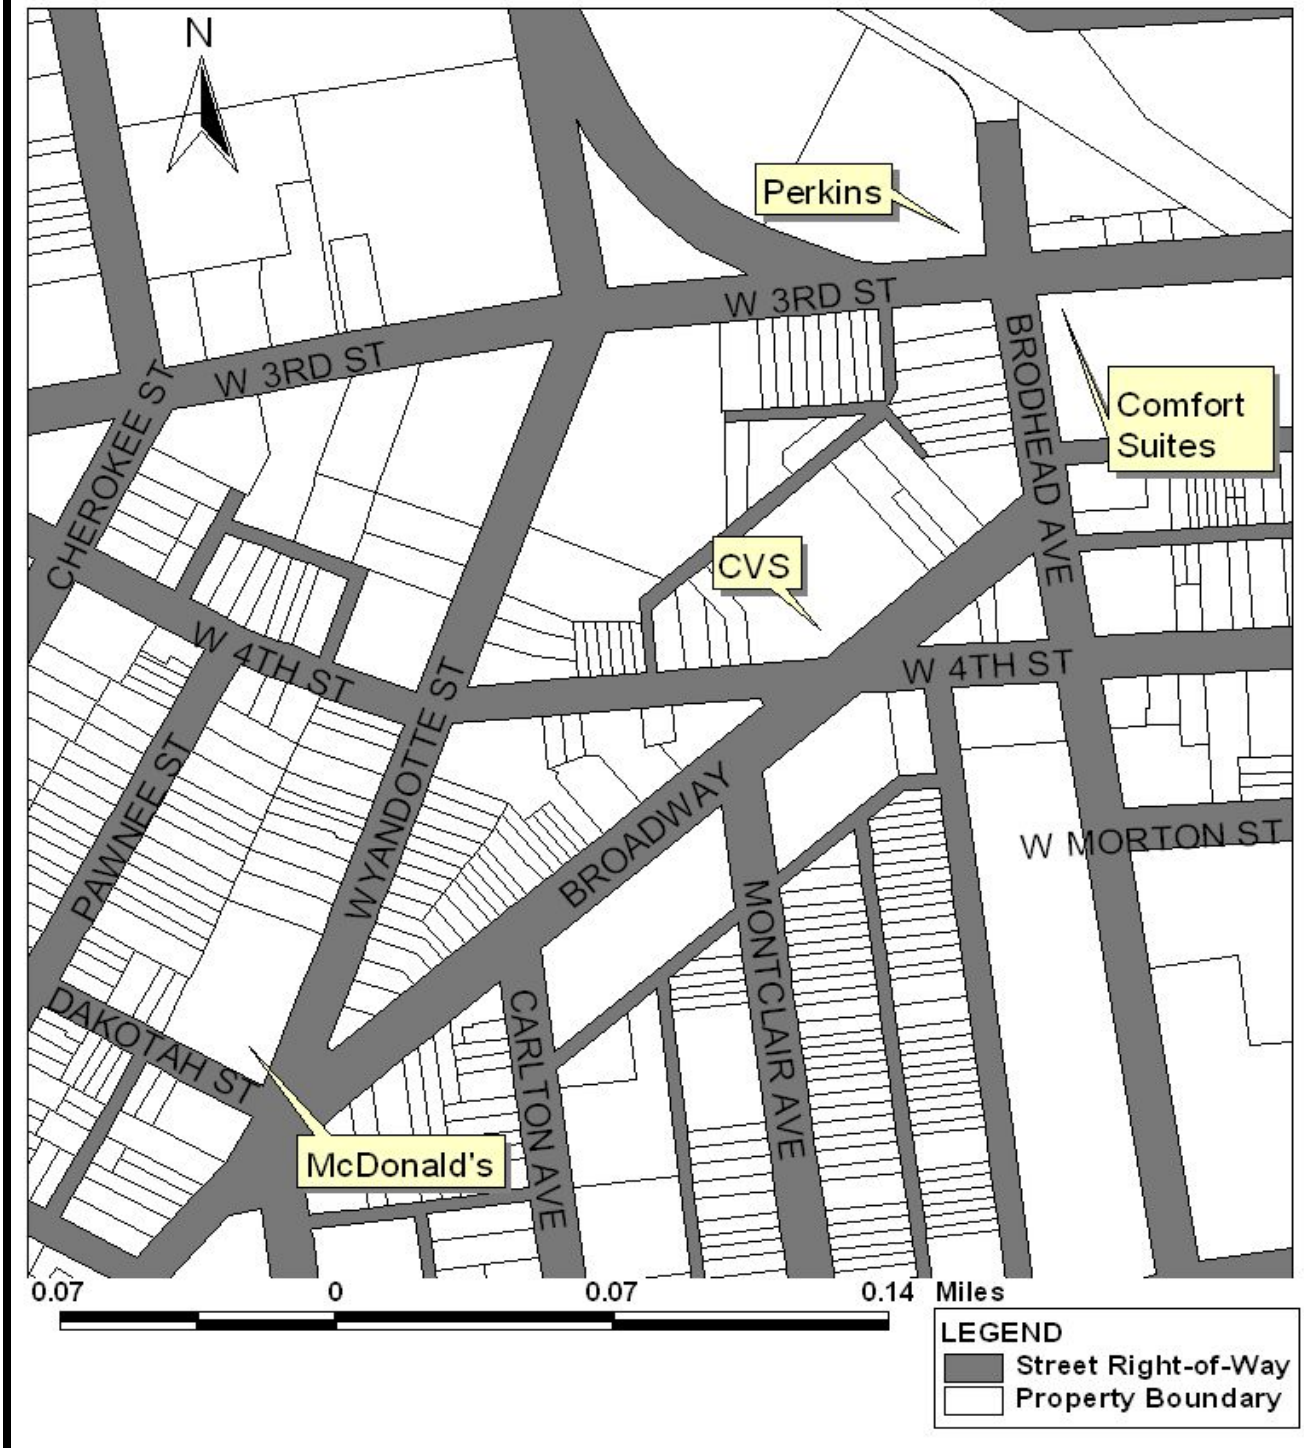 N
Perkins
W 3RD ST
W 3RD ST
BRODHEAD AVE
Comfort
Suites
CHEROKEE ST
CVS
W 4TH ST
W 4TH ST
PAWNEE ST
WYANDOTTE ST
BROADWAY
W MORTON ST
MONTCLAIR AVE
DAKOTAH ST
CARLTON AVE
McDonald's
0.07 0 0.07 0.14 Miles
LEGEND
Street Right-of-Way
Property Boundary